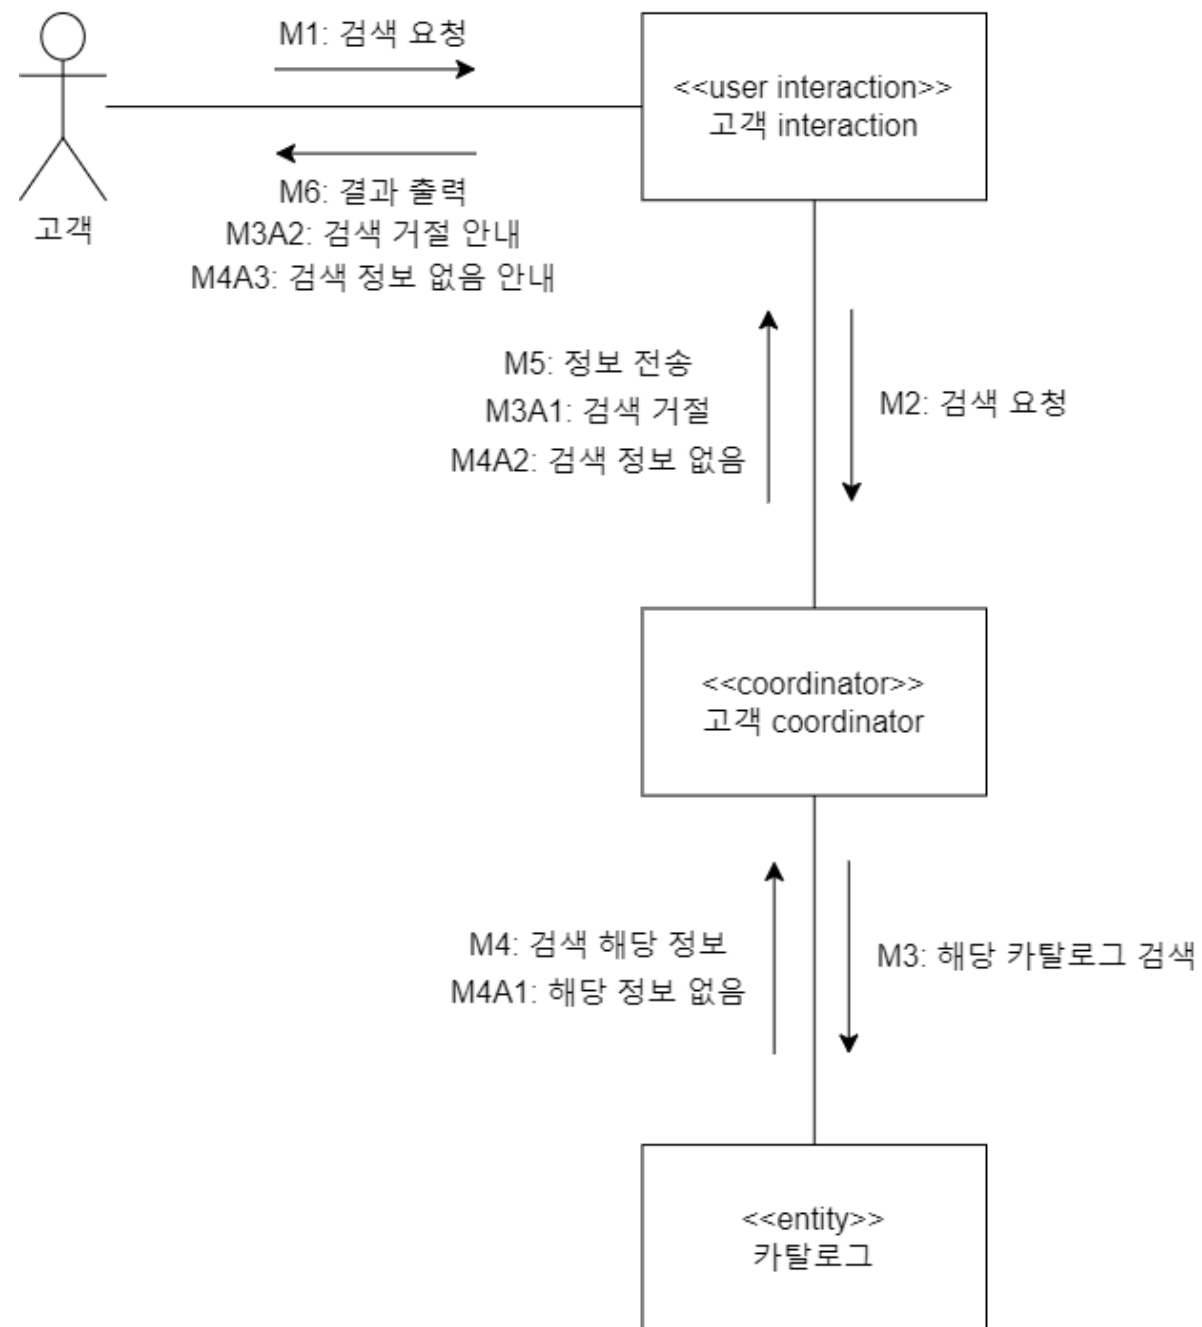 M1: 검색 요청
<<user interaction>>
고객 interaction
고객
M6: 결과 출력
M3A2: 검색 거절 안내
M4A3: 검색 정보 없음 안내
M5: 정보 전송
M3A1: 검색 거절
M4A2: 검색 정보 없음
M2: 검색 요청
<<coordinator>>
고객 coordinator
M4: 검색 해당 정보
M4A1: 해당 정보 없음
M3: 해당 카탈로그 검색
<<entity>>
카탈로그